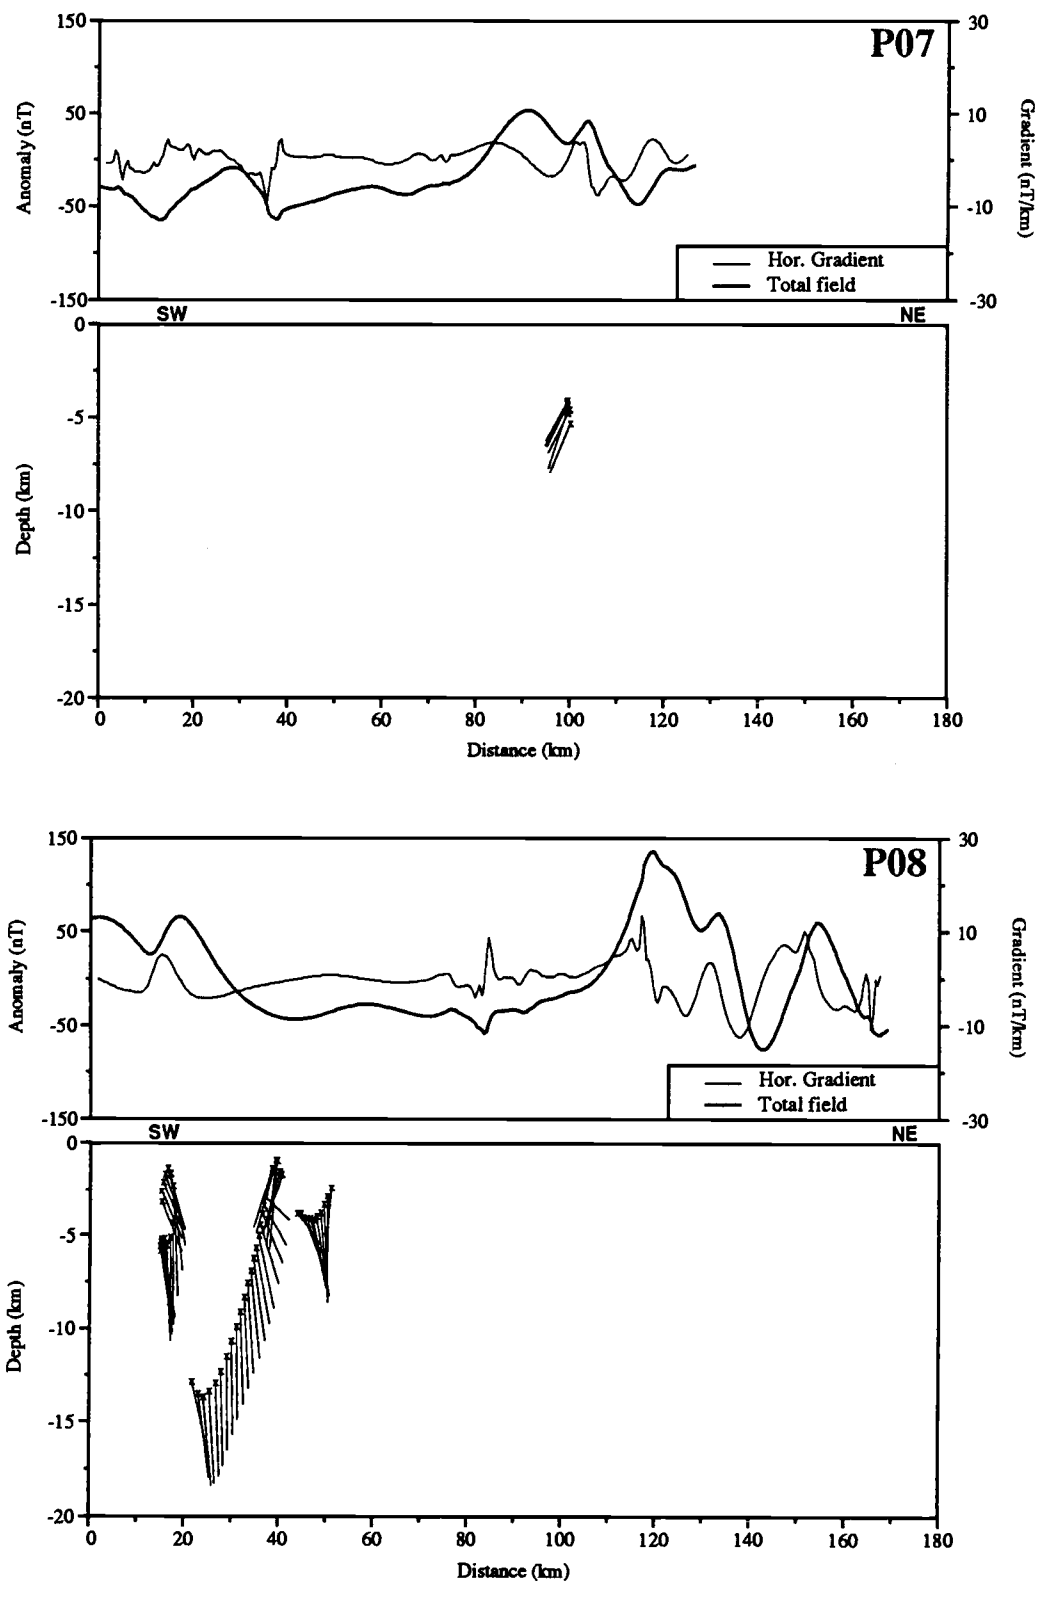 P07
150
50
-50
-150
Anomaly (nT)
30
10
-10
-30
Gradient (nT/km)
Hor. Gradient
Total field
SW
NE
0
-5
-10
-15
-20
Depth (km)
0 20 40 60 80 100 120 140 160 180
Distance (km)
P08
150
50
-50
-150
Anomaly (nT)
30
10
-10
-30
Gradient (nT/km)
Hor. Gradient
Total field
SW
NE
0
-5
-10
-15
-20
Depth (km)
0 20 40 60 80 100 120 140 160 180
Distance (km)